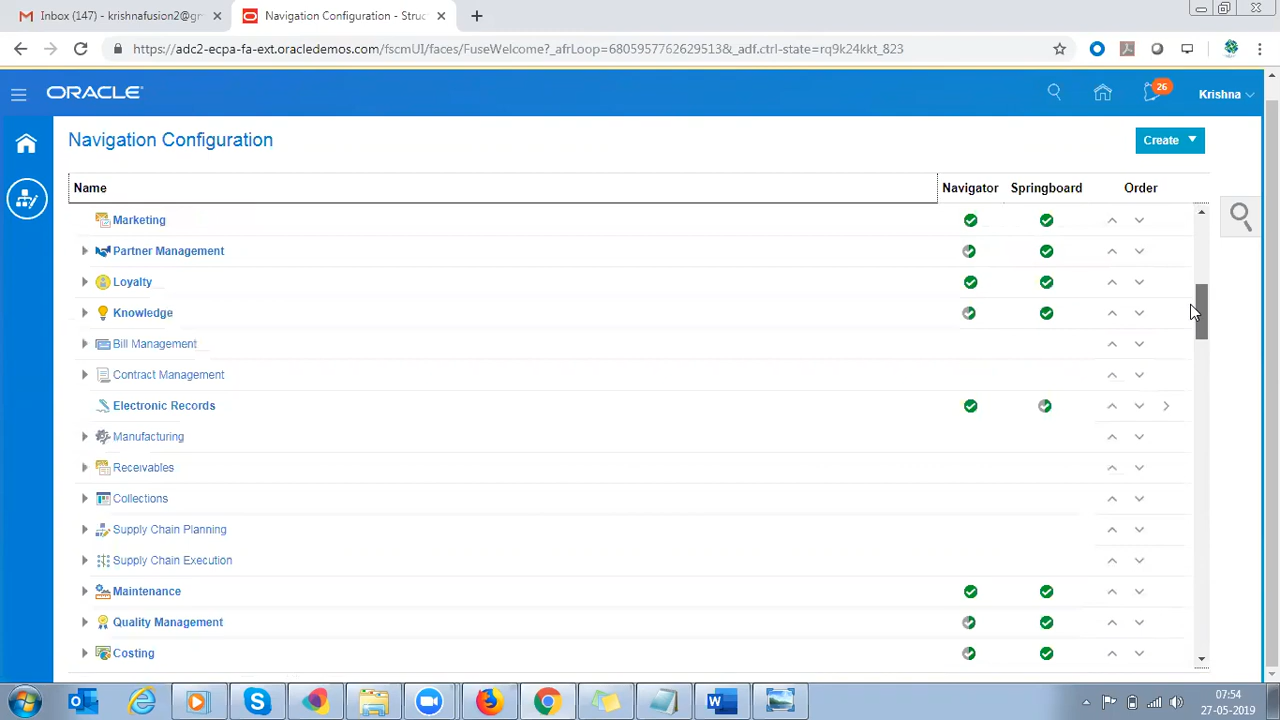 Inbox (147) - krishnafusion2@gr
Navigation Configuration - Struc
https://adc2-ecpa-fa-ext.oracledemos.com/fscmUI/faces/FuseWelcome?_afrLoop=6805957762629513&_adf.ctrl-state=rq9k24kkt_823
ORACLE
26
Krishna
Navigation Configuration
Create
Name Navigator Springboard Order
Marketing
Partner Management
Loyalty
Knowledge
Bill Management
Contract Management
Electronic Records
Manufacturing
Receivables
Collections
Supply Chain Planning
Supply Chain Execution
Maintenance
Quality Management
Costing
07:54
27-05-2019